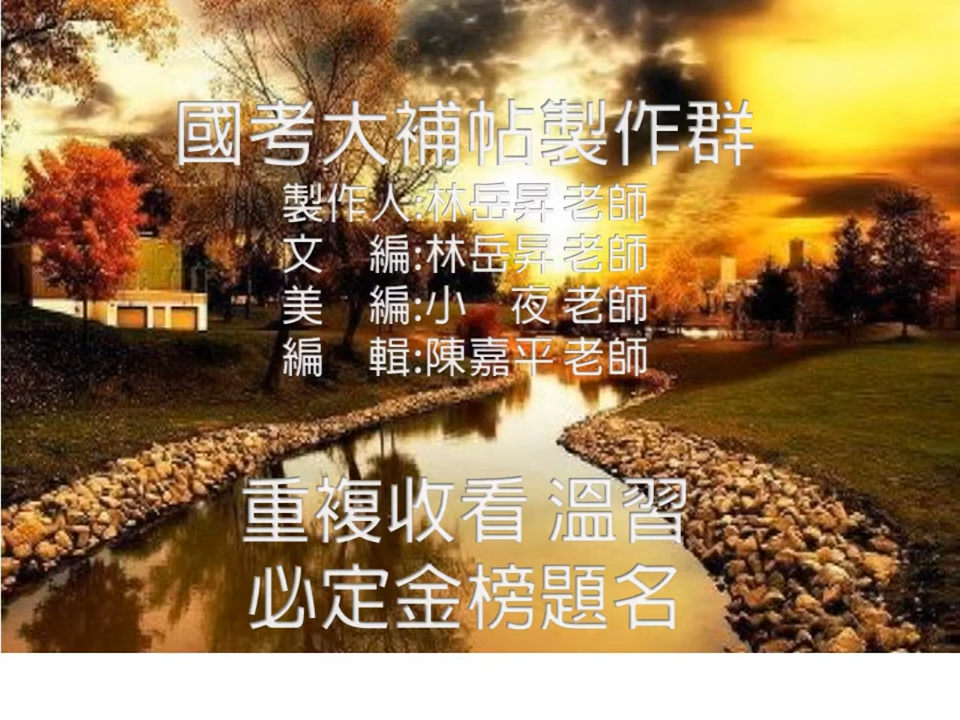 國考大補帖製作群
製作人:林岳昇老師
文　編:林岳昇老師
美　編:小　夜老師
編　輯:陳嘉平老師
重複收看 溫習
必定金榜題名